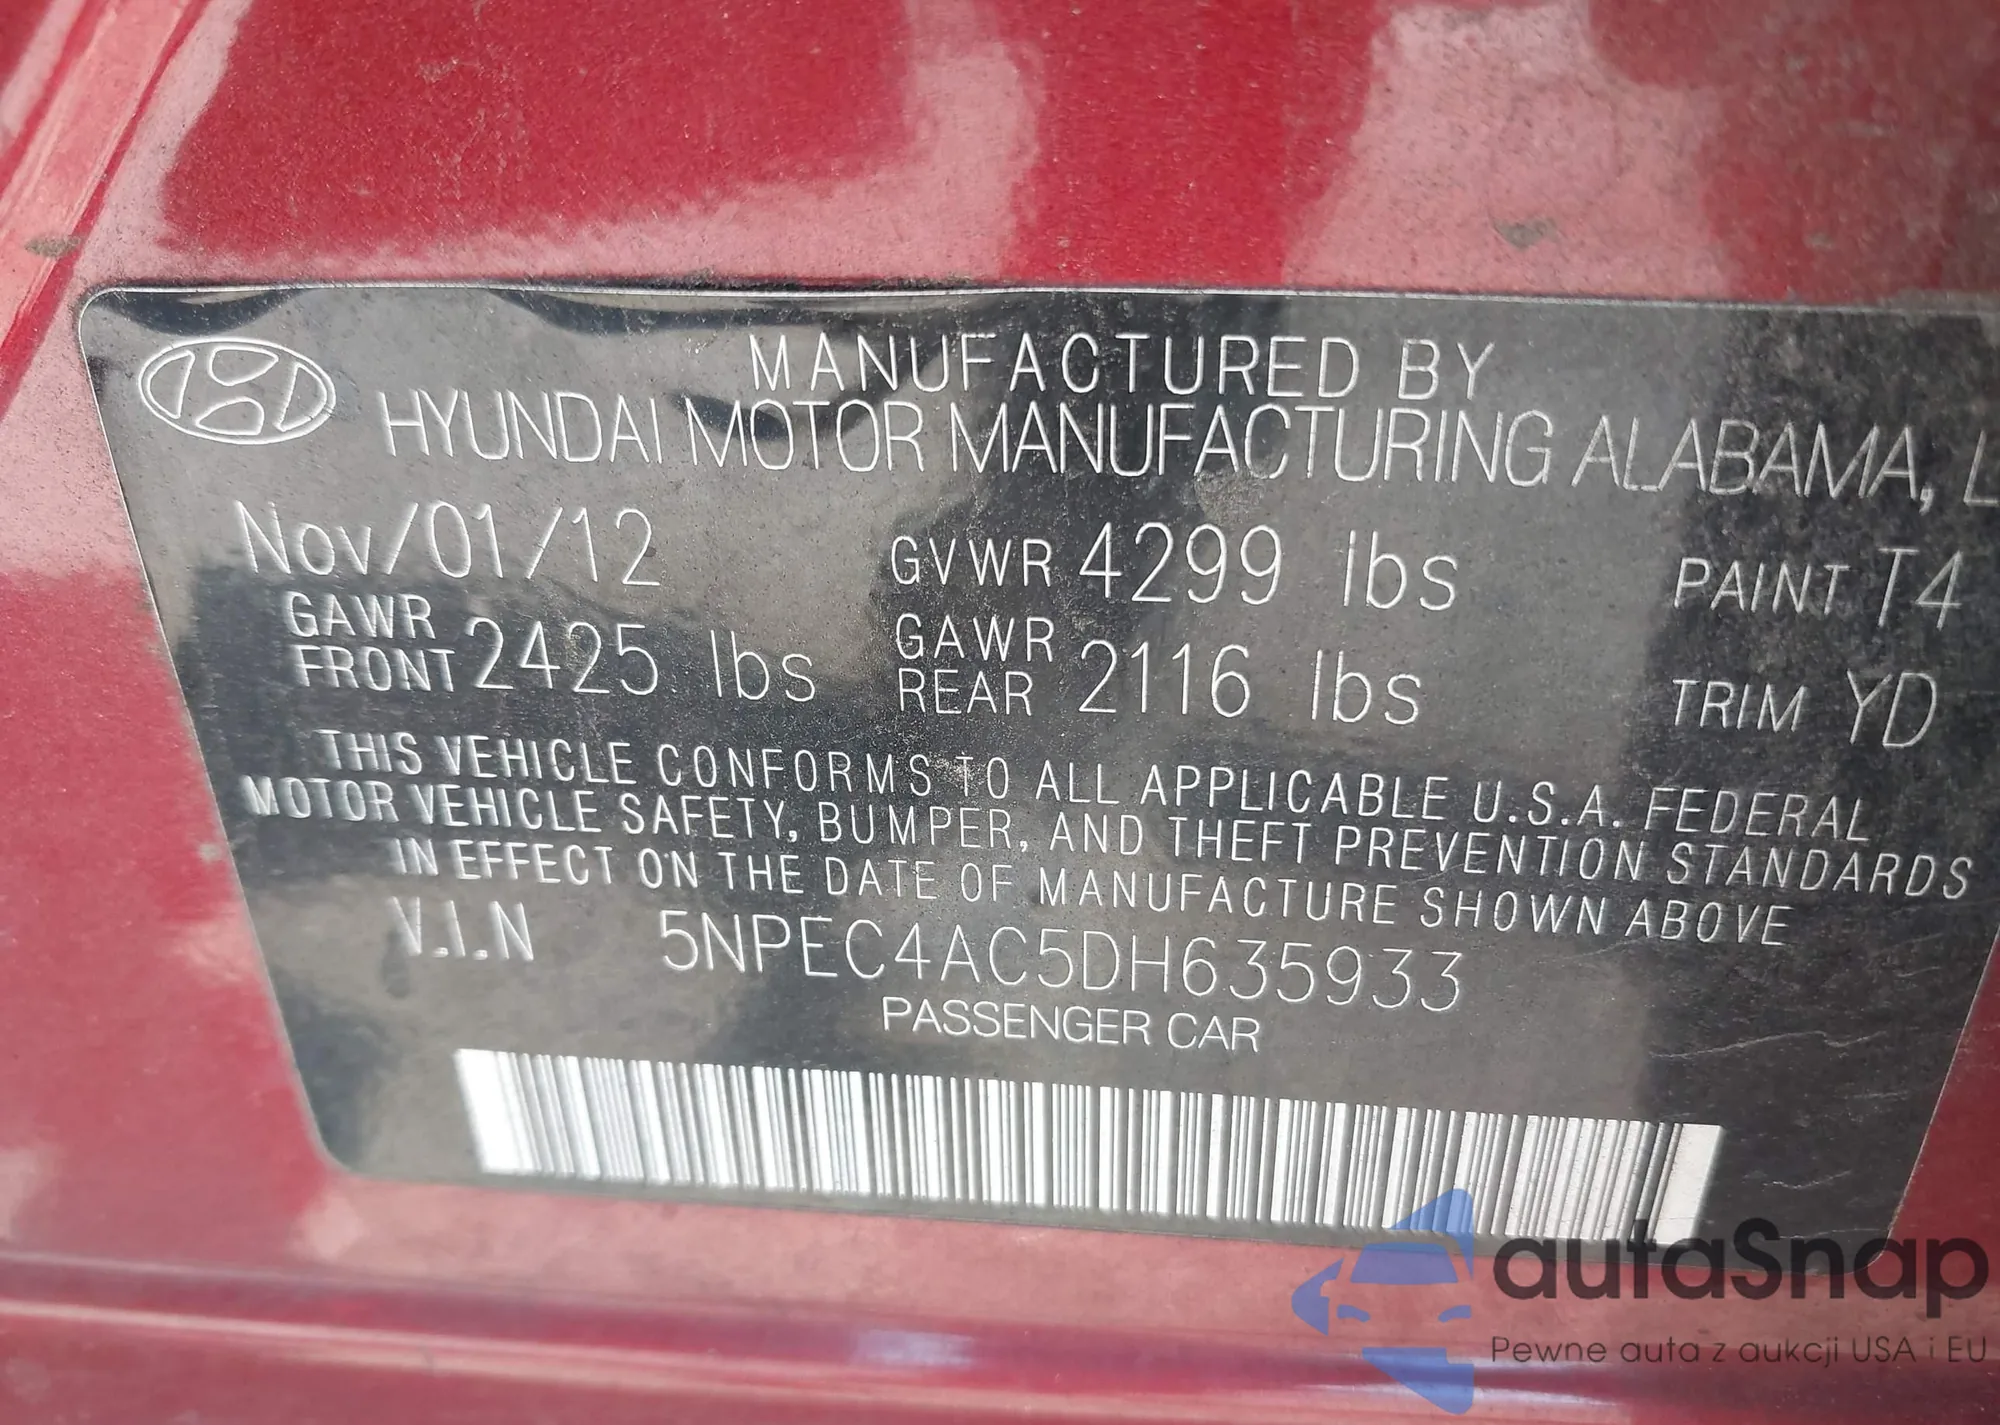 MANUFACTURED BY
HYUNDAI MOTOR MANUFACTURING ALABAMA, L
Nov/01/12 GVWR 4299 lbs PAINT T4
GAWR FRONT 2425 lbs GAWR REAR 2116 lbs TRIM YD
THIS VEHICLE CONFORMS TO ALL APPLICABLE U.S.A. FEDERAL
MOTOR VEHICLE SAFETY, BUMPER, AND THEFT PREVENTION STANDARDS
IN EFFECT ON THE DATE OF MANUFACTURE SHOWN ABOVE
V.I.N 5NPEC4AC5DH635933
PASSENGER CAR
autaSnap
Pewne auta z aukcji USA i EU